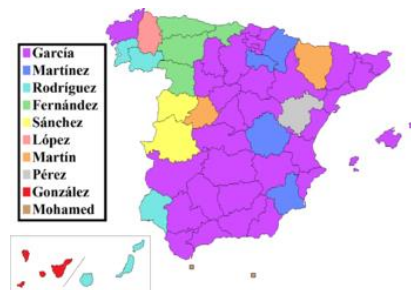 García
Martínez
Rodríguez
Fernández
Sánchez
López
Martín
Pérez
González
Mohamed